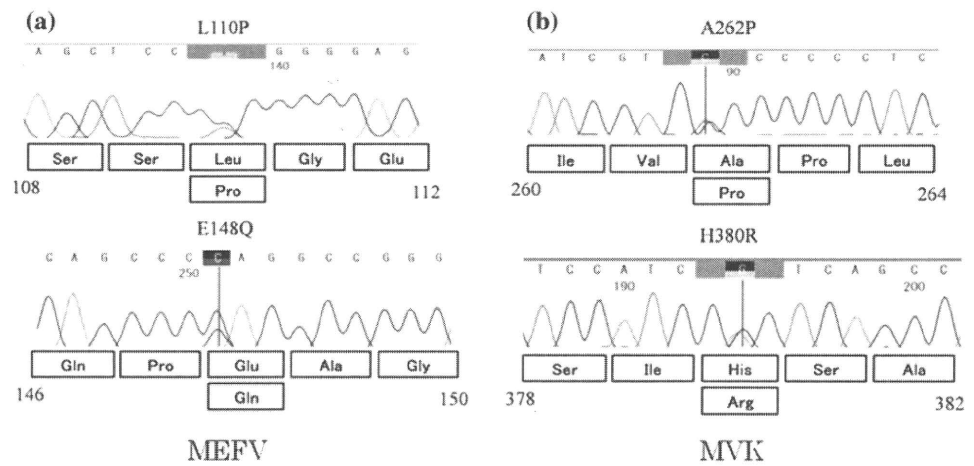 (a)
L110P
A G C T C C G G G G A G
140
Ser Ser Leu Gly Glu
Pro
108 112
E148Q
C A G C C C C A G G C C G G G
250
Gln Pro Glu Ala Gly
Gln
146 150
MEFV
(b)
A262P
A T C G T C C C C C T C
90
Ile Val Ala Pro Leu
Pro
260 264
H380R
T C C A T C G T C A G C C
190 200
Ser Ile His Ser Ala
Arg
378 382
MVK